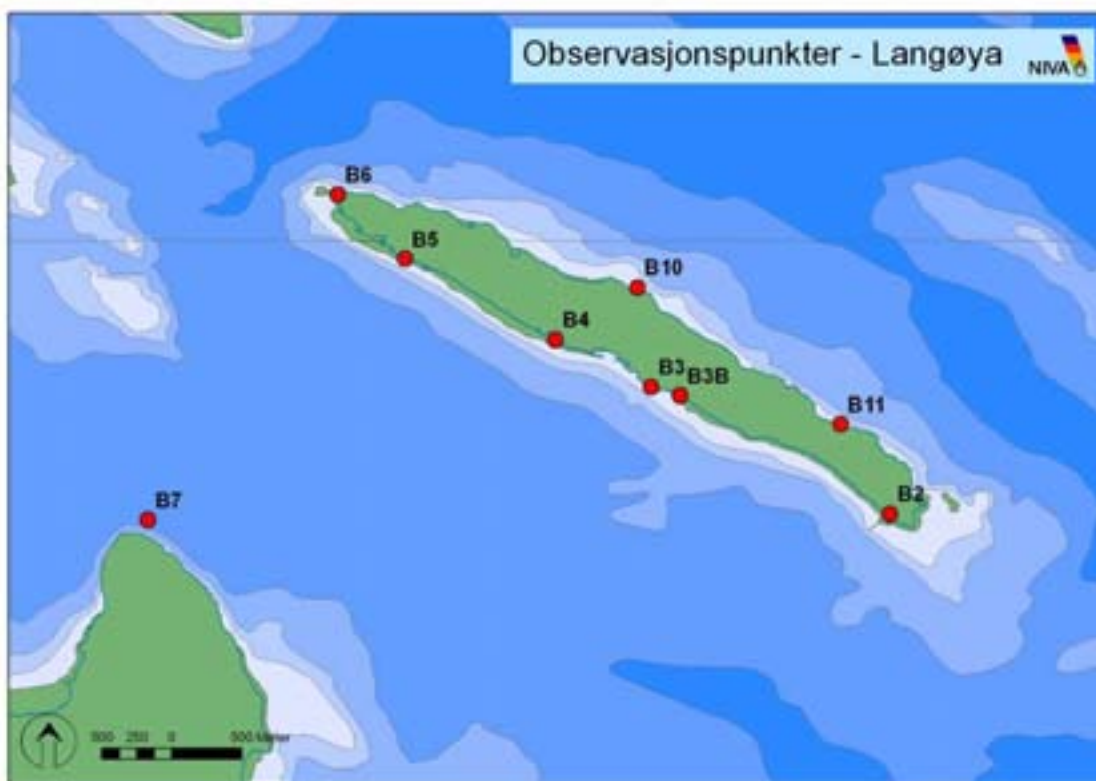 Observasjonspunkter - Langøya
NIVA
B6
B5
B10
B4
B3
B3B
B11
B2
B7
500 250 0 500 Meter